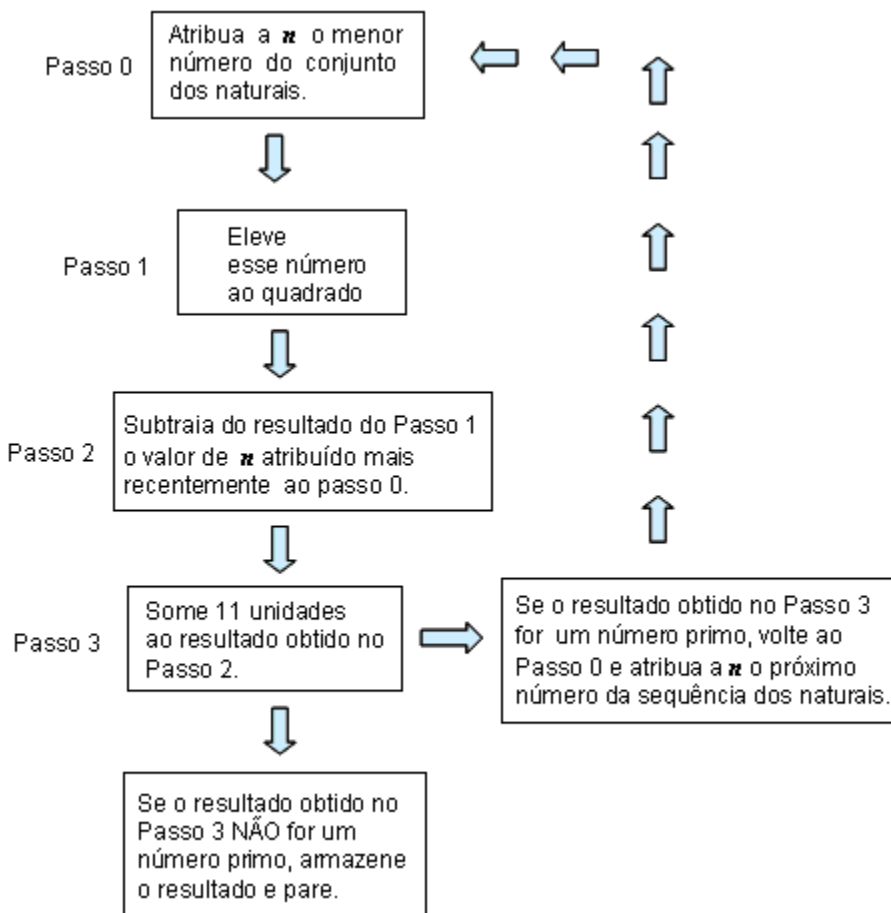 Passo 0
Atribua a n o menor
número do conjunto
dos naturais.
Passo 1
Eleve
esse número
ao quadrado
Passo 2
Subtraia do resultado do Passo 1
o valor de n atribuído mais
recentemente ao passo 0.
Passo 3
Some 11 unidades
ao resultado obtido no
Passo 2.
Se o resultado obtido no Passo 3
for um número primo, volte ao
Passo 0 e atribua a n o próximo
número da sequência dos naturais.
Se o resultado obtido no
Passo 3 NÃO for um
número primo, armazene
o resultado e pare.